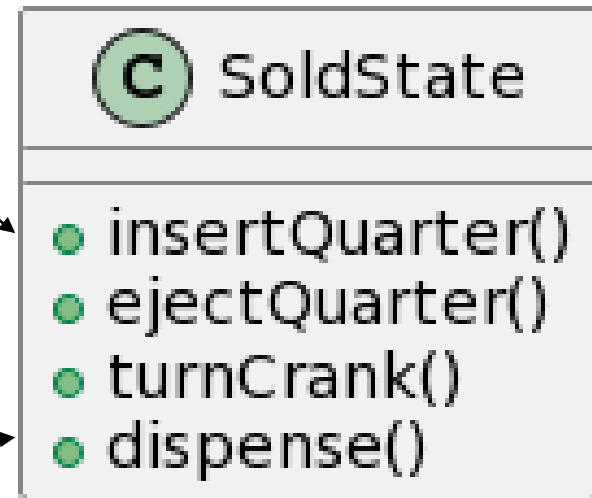 C SoldState
insertQuarter()
ejectQuarter()
turnCrank()
dispense()